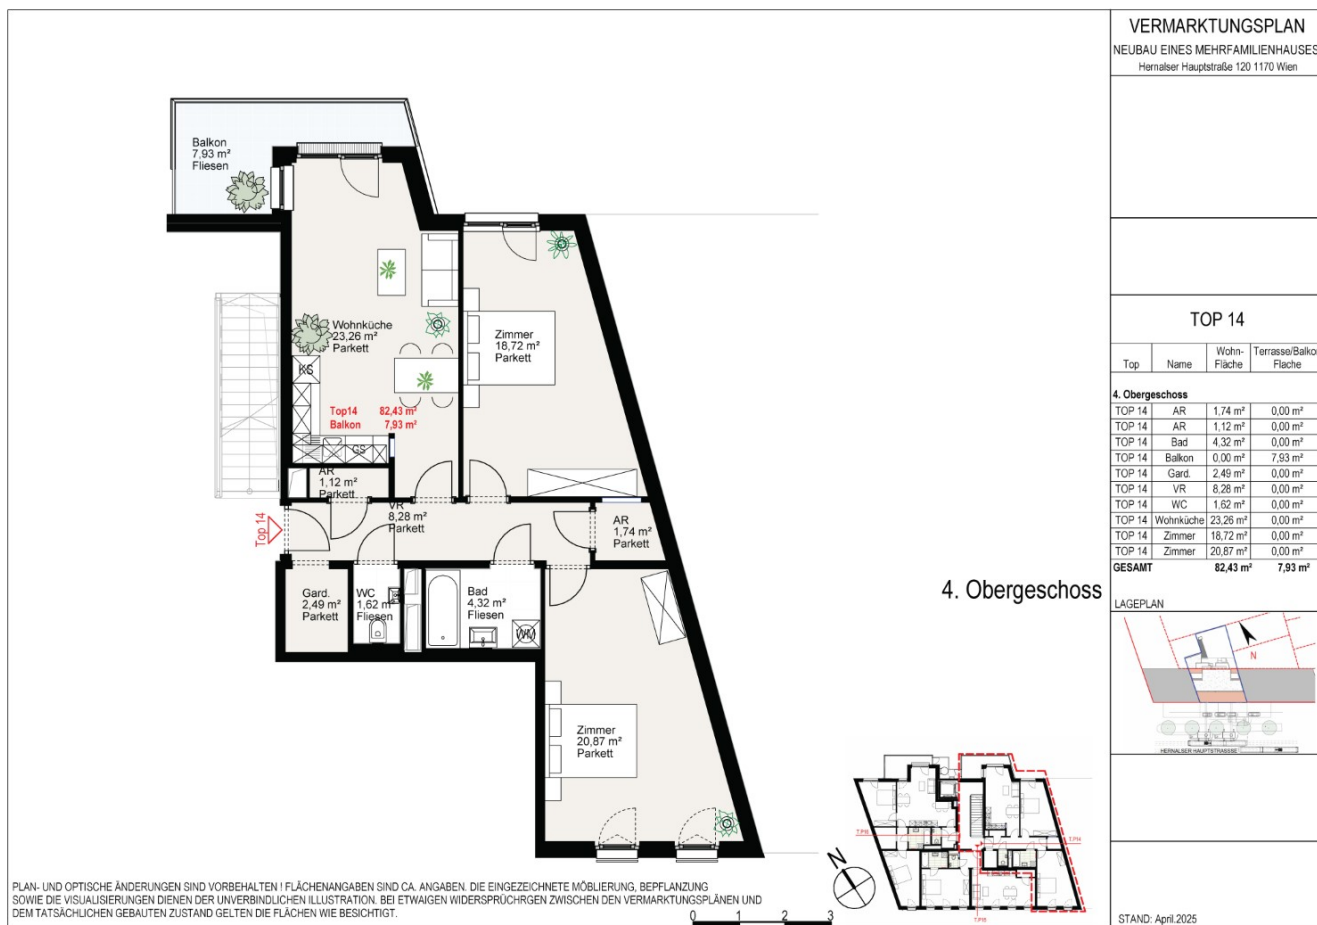 VERMARKTUNGSPLAN
NEUBAU EINES MEHRFAMILIENHAUSES
Hernalser Hauptstraße 120 1170 Wien
Balkon
7,93 m²
Fliesen
Wohnküche
23,26 m²
Parkett
KS
Zimmer
18,72 m²
Parkett
Top14 82,43 m²
Balkon 7,93 m²
GS
AR
1,12 m²
Parkett
VR
8,28 m²
Parkett
Top 14
AR
1,74 m²
Parkett
Gard.
2,49 m²
Parkett
WC
1,62 m²
Fliesen
Bad
4,32 m²
Fliesen
WM
Zimmer
20,87 m²
Parkett
4. Obergeschoss
TOP 14
Top Name Wohn-Fläche Terrasse/Balkon Flache
4. Obergeschoss
TOP 14 AR 1,74 m² 0,00 m²
TOP 14 AR 1,12 m² 0,00 m²
TOP 14 Bad 4,32 m² 0,00 m²
TOP 14 Balkon 0,00 m² 7,93 m²
TOP 14 Gard. 2,49 m² 0,00 m²
TOP 14 VR 8,28 m² 0,00 m²
TOP 14 WC 1,62 m² 0,00 m²
TOP 14 Wohnküche 23,26 m² 0,00 m²
TOP 14 Zimmer 18,72 m² 0,00 m²
TOP 14 Zimmer 20,87 m² 0,00 m²
GESAMT 82,43 m² 7,93 m²
LAGEPLAN
N
HERNALSER HAUPTSTRASSSE
N
PLAN- UND OPTISCHE ÄNDERUNGEN SIND VORBEHALTEN ! FLÄCHENANGABEN SIND CA. ANGABEN. DIE EINGEZEICHNETE MÖBLIERUNG, BEPFLANZUNG
SOWIE DIE VISUALISIERUNGEN DIENEN DER UNVERBINDLICHEN ILLUSTRATION. BEI ETWAIGEN WIDERSPRÜCHRGEN ZWISCHEN DEN VERMARKTUNGSPLÄNEN UND
DEM TATSÄCHLICHEN GEBAUTEN ZUSTAND GELTEN DIE FLÄCHEN WIE BESICHTIGT.
0 1 2 3
STAND: April.2025